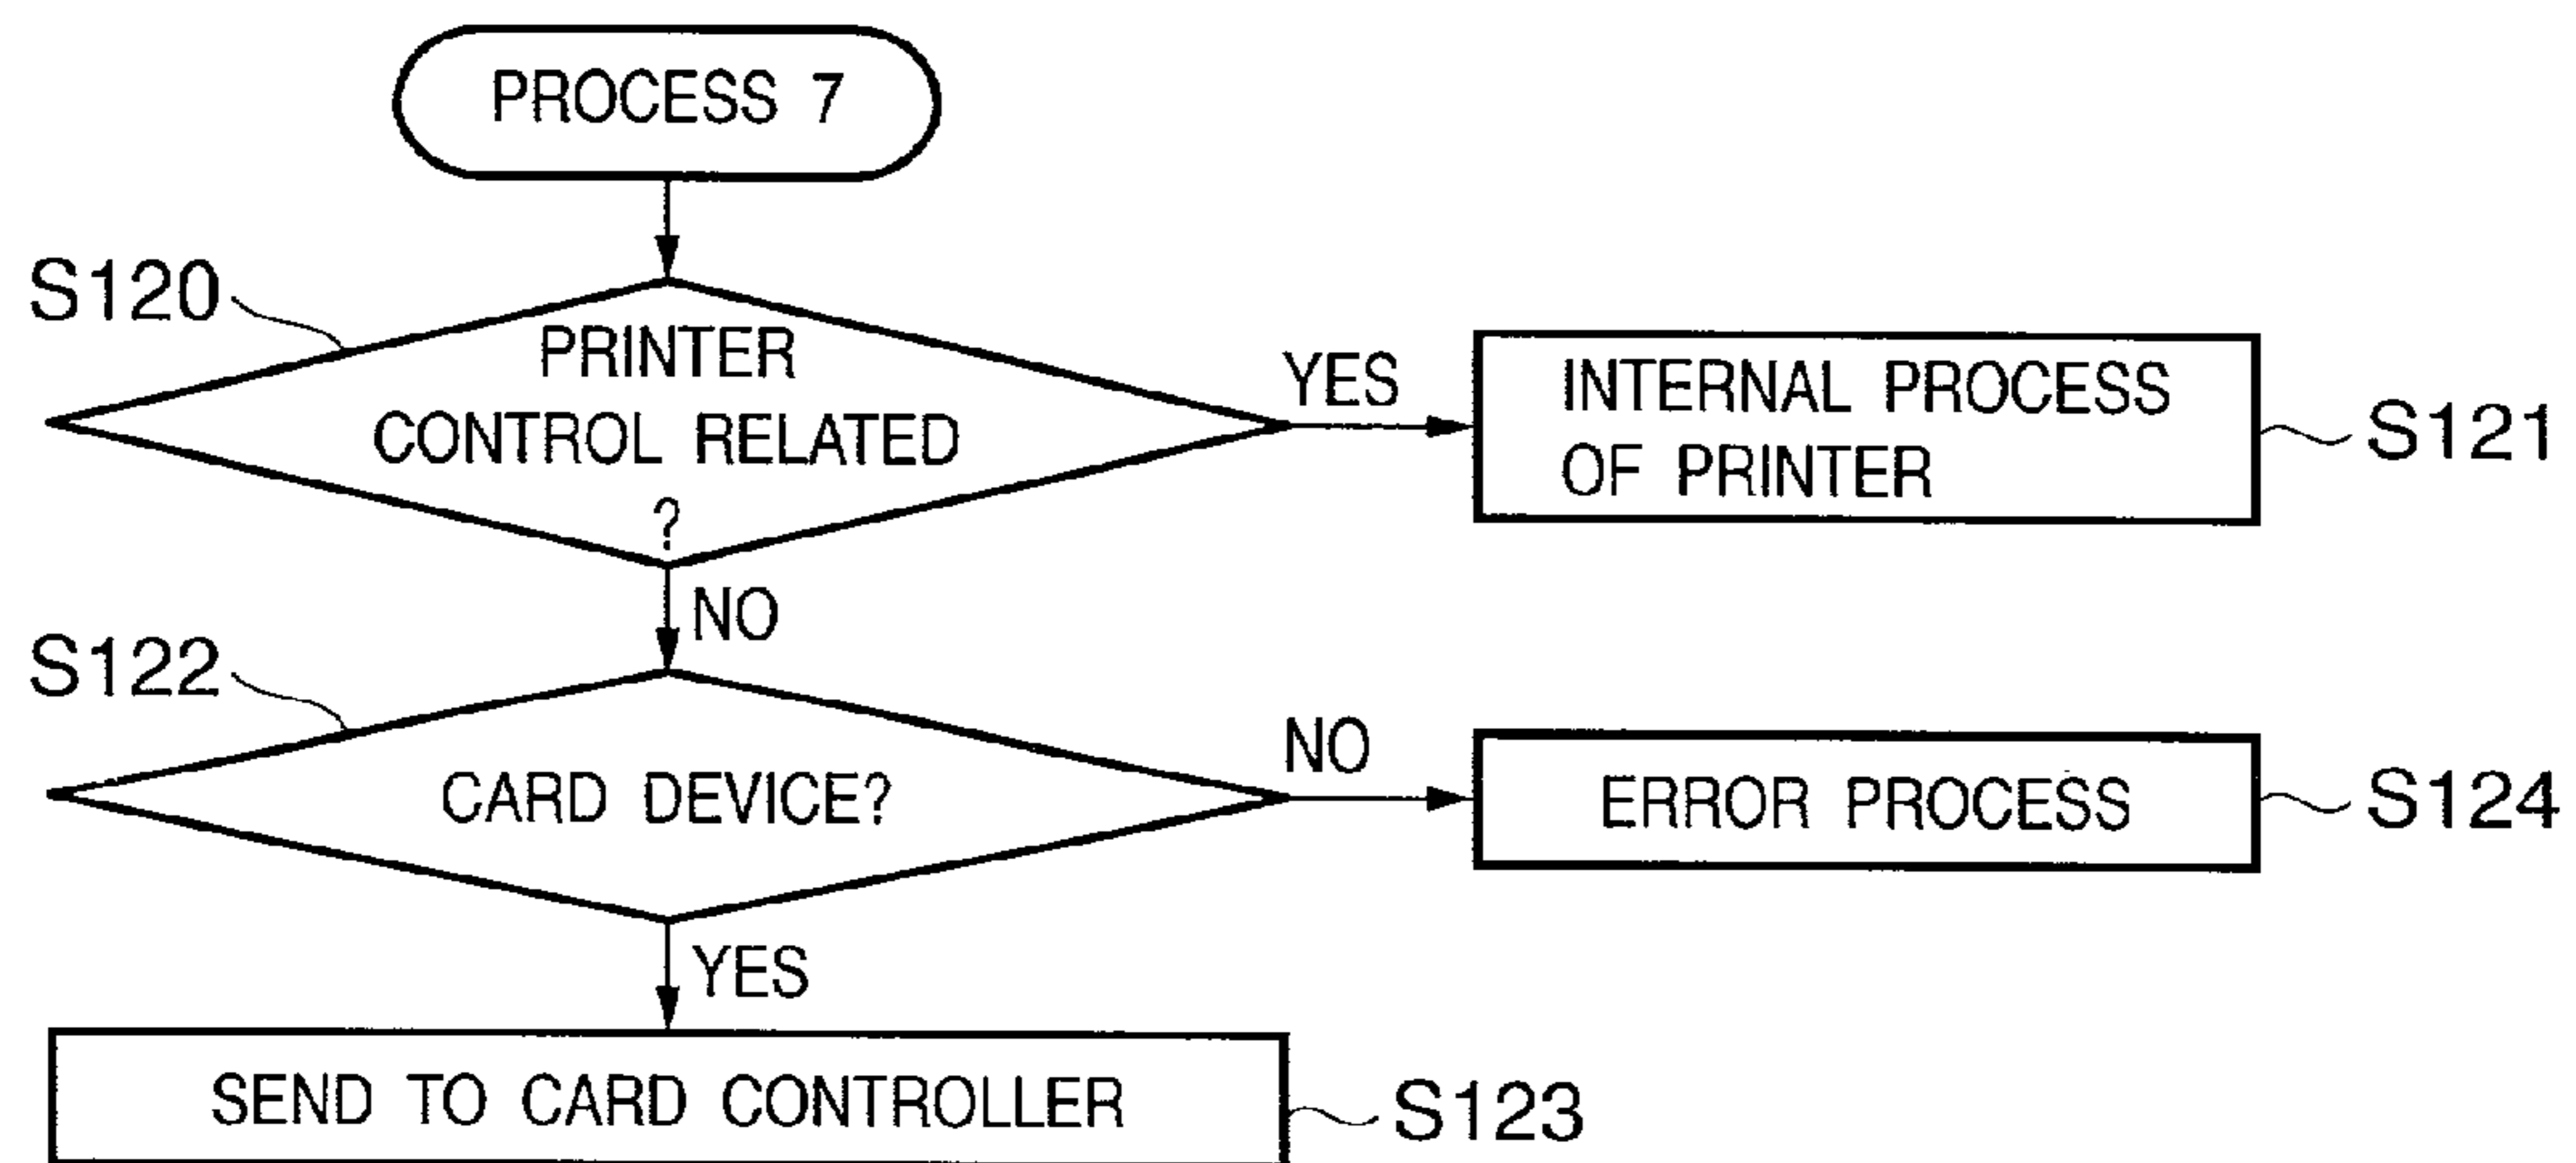 PROCESS 7
S120
PRINTER
CONTROL RELATED
?
YES
INTERNAL PROCESS
OF PRINTER
S121
NO
S122
CARD DEVICE?
NO
ERROR PROCESS
S124
YES
SEND TO CARD CONTROLLER
S123